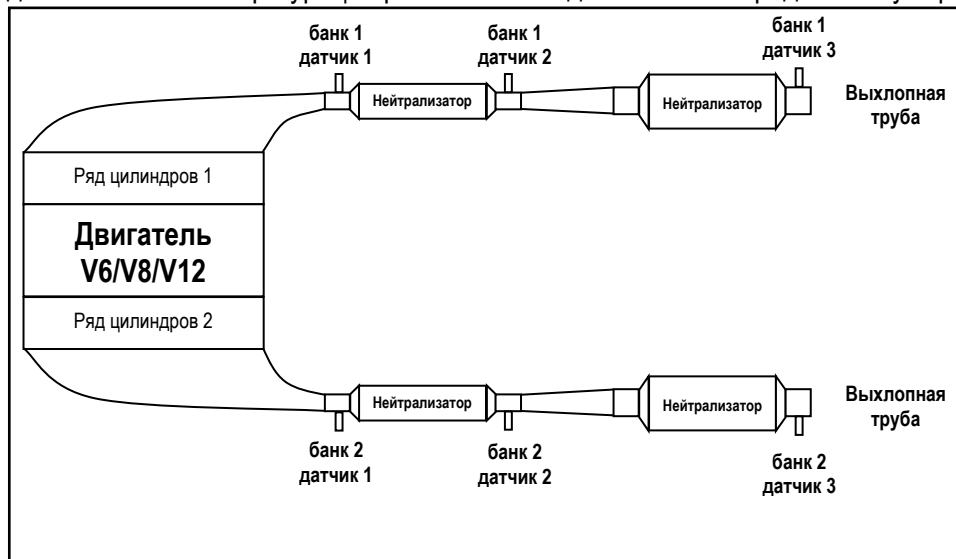 банк 1
датчик 1
банк 1
датчик 2
банк 1
датчик 3
Нейтрализатор
Нейтрализатор
Выхлопная
труба
Ряд цилиндров 1
Двигатель
V6/V8/V12
Ряд цилиндров 2
Нейтрализатор
Нейтрализатор
Выхлопная
труба
банк 2
датчик 1
банк 2
датчик 2
банк 2
датчик 3